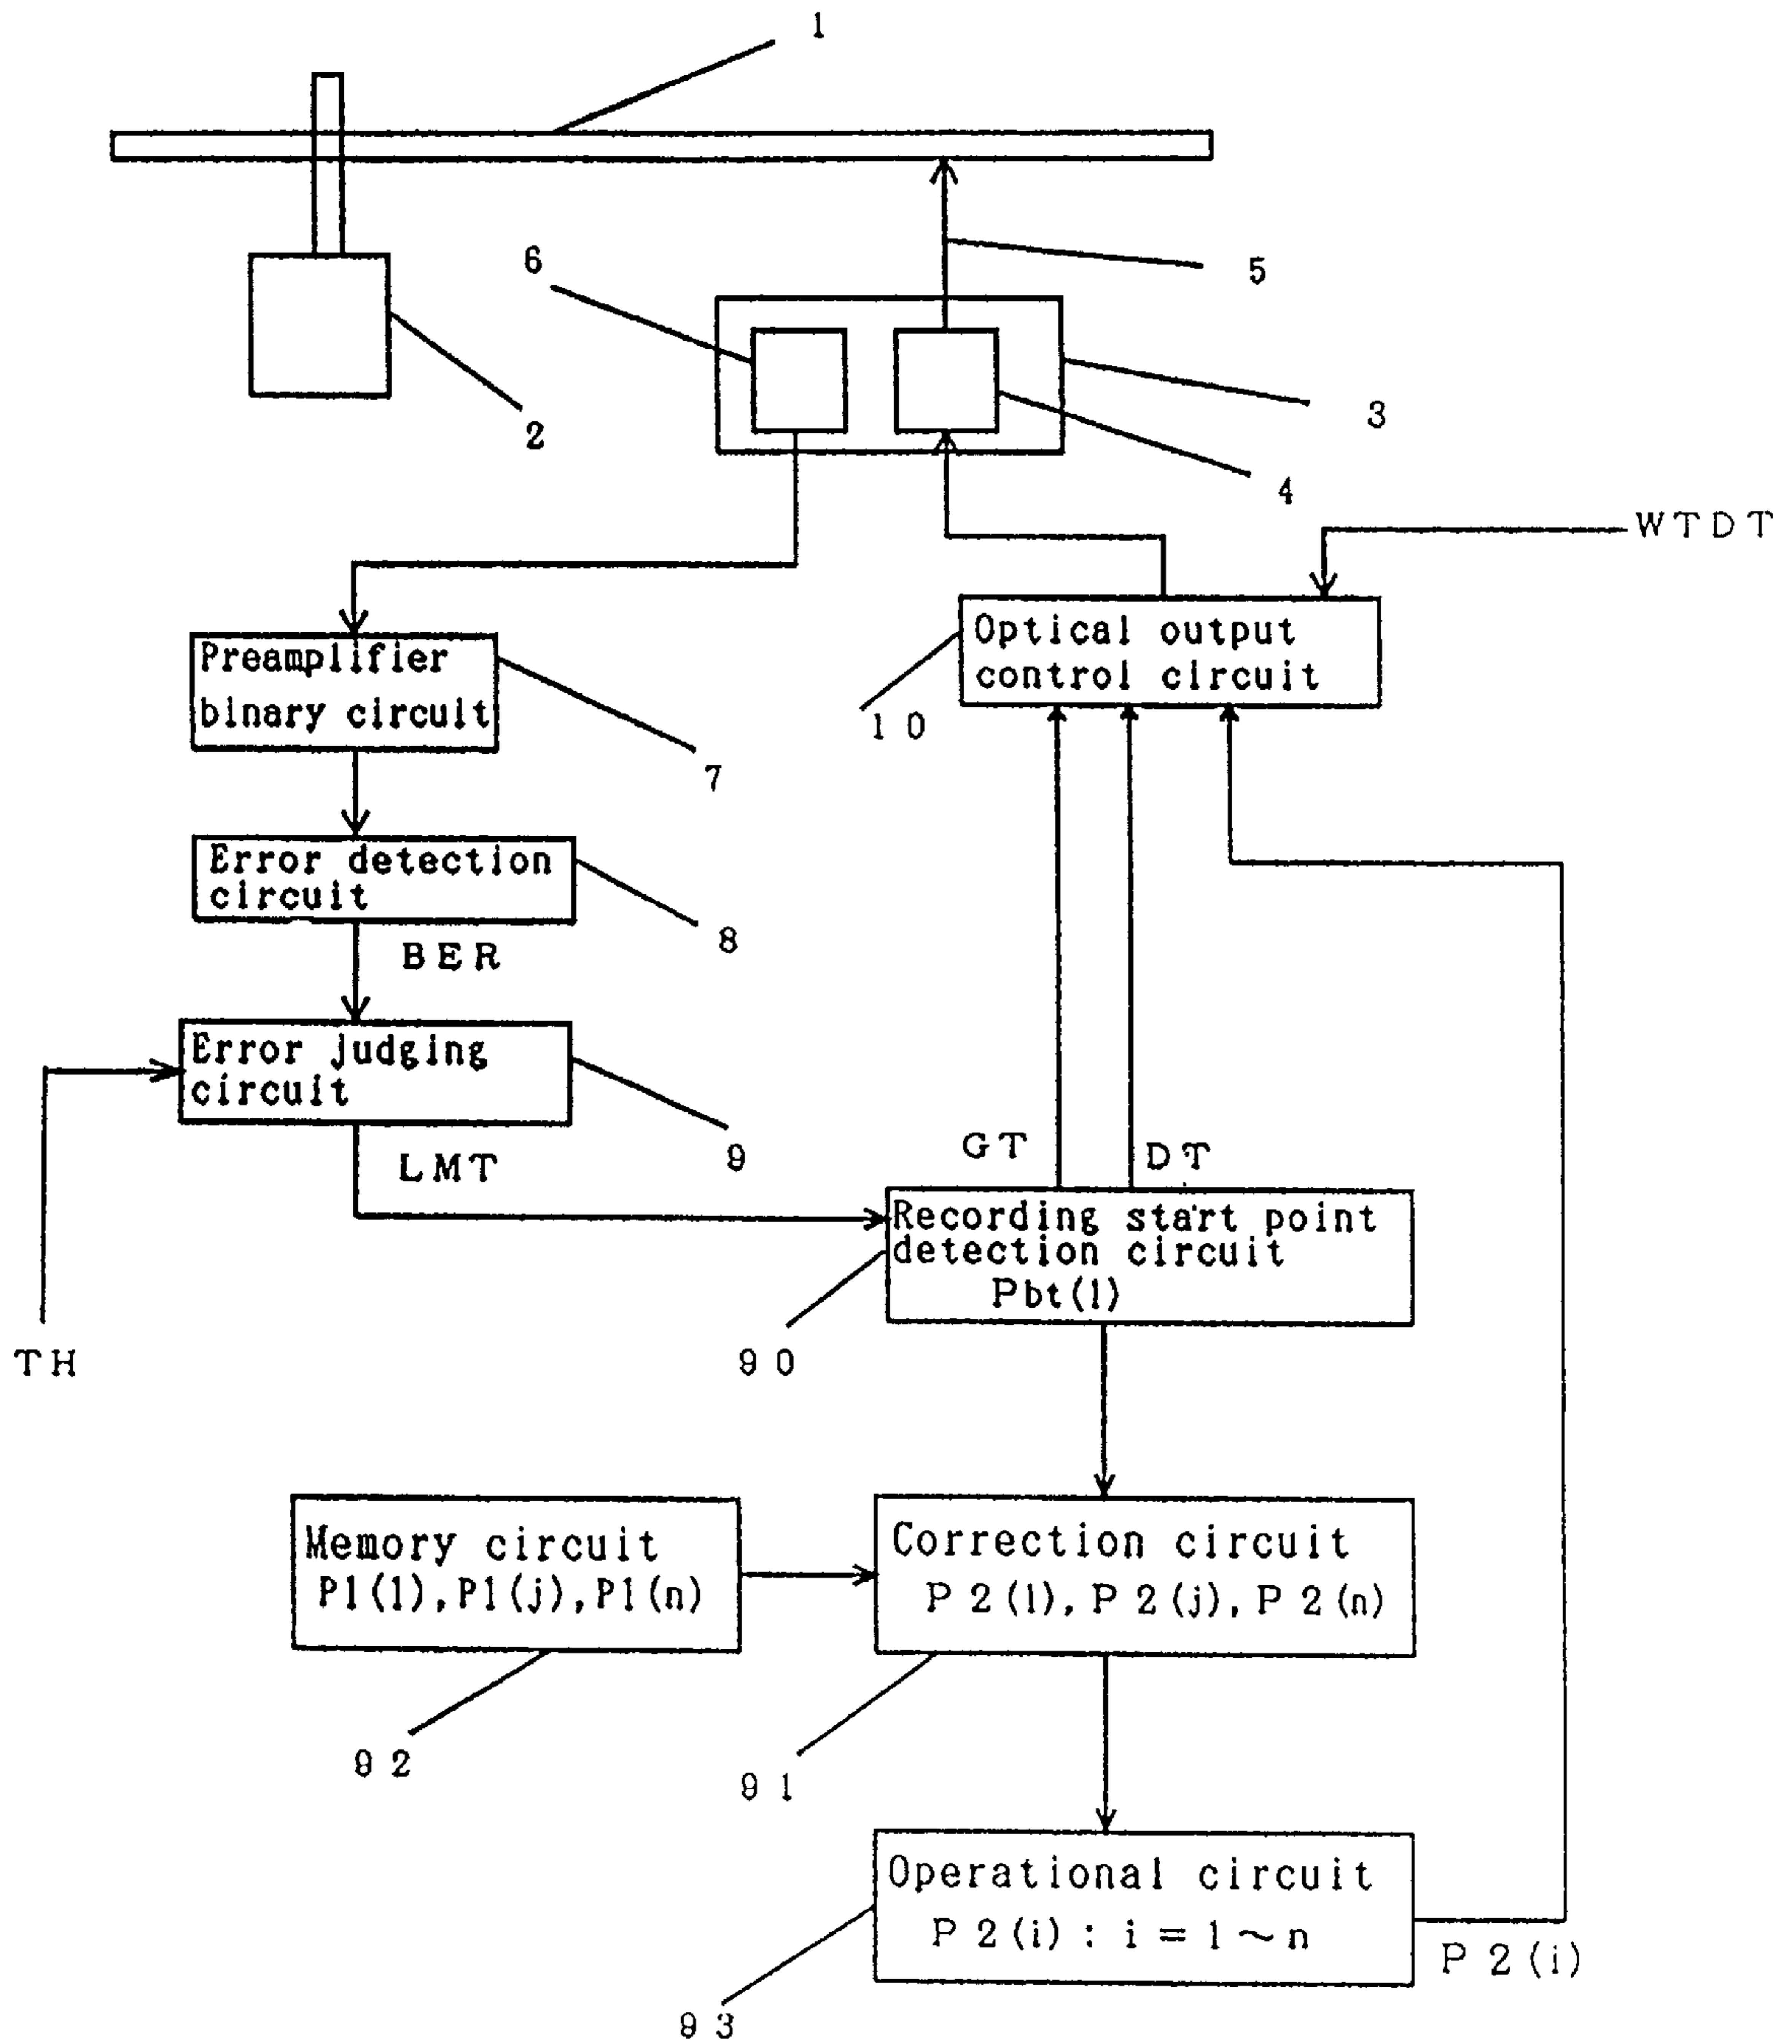 1
6
5
2
3
4
WTDT
Optical output
control circuit
Preamplifier
binary circuit
10
7
Error detection
circuit
8
BER
Error judging
circuit
9
GT
DT
LMT
Recording start point
detection circuit
Pbt(1)
TH
90
Memory circuit
P1(1),P1(j),P1(n)
Correction circuit
P2(1),P2(j),P2(n)
92
91
Operational circuit
P2(i):i=1~n
P2(i)
93